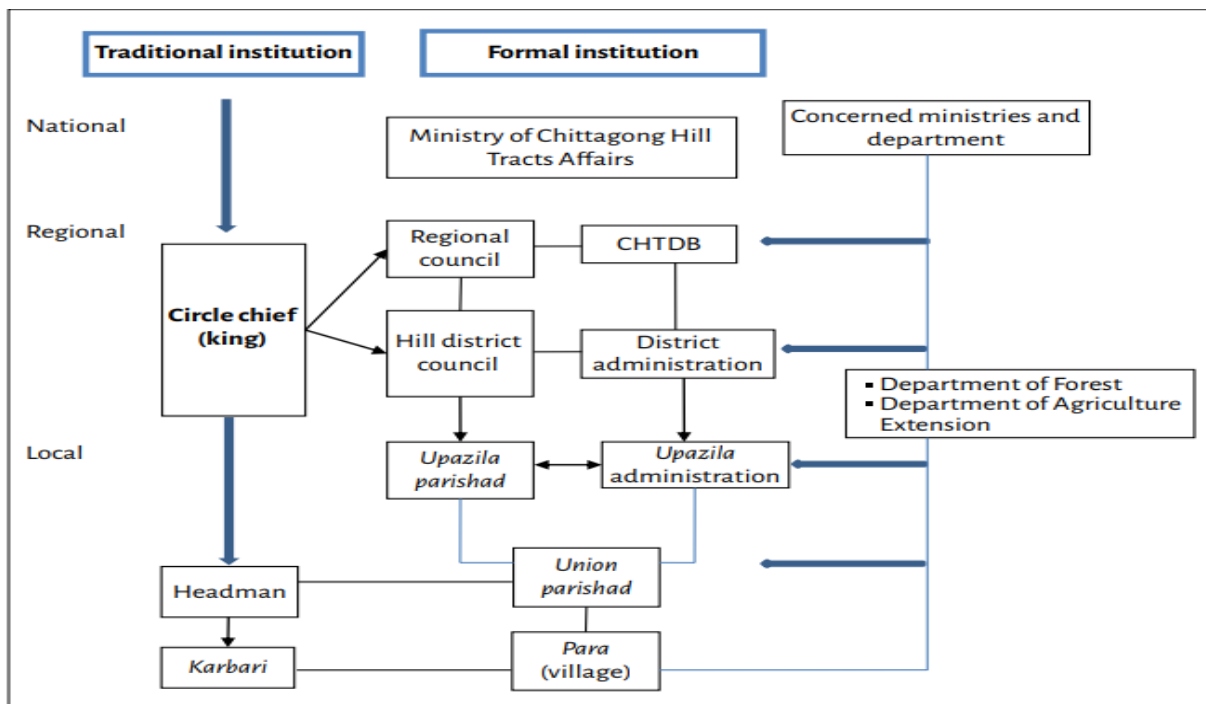 Traditional institution
Formal institution
National
Ministry of Chittagong Hill
Tracts Affairs
Concerned ministries and
department
Regional
Circle chief
(king)
Regional
council
CHTDB
Hill district
council
District
administration
▪ Department of Forest
▪ Department of Agriculture
Extension
Local
Upazila
parishad
Upazila
administration
Headman
Union
parishad
Karbari
Para
(village)